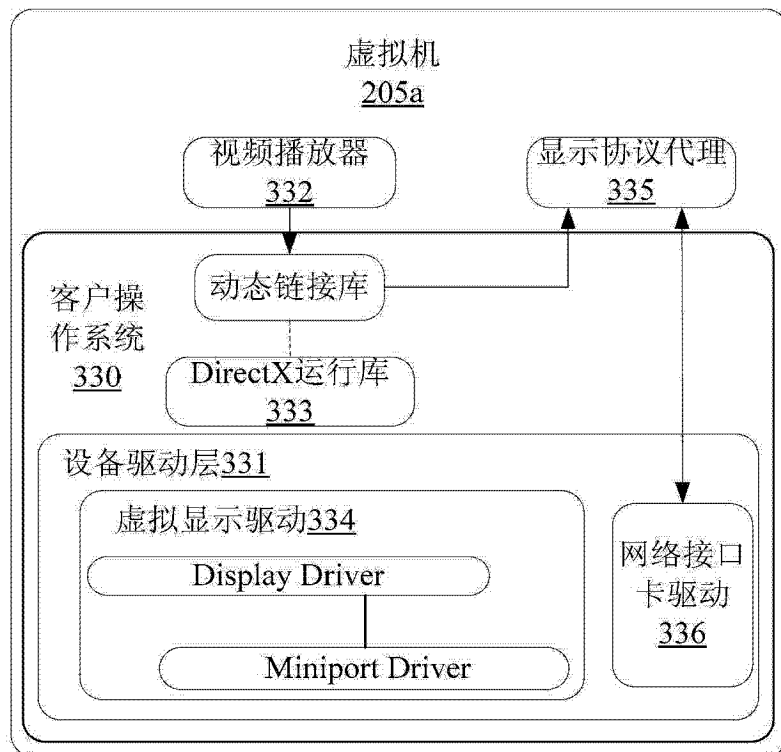 虚拟机
205a
视频播放器
332
显示协议代理
335
客户操
作系统
330
动态链接库
DirectX运行库
333
设备驱动层331
虚拟显示驱动334
Display Driver
Miniport Driver
网络接口
卡驱动
336